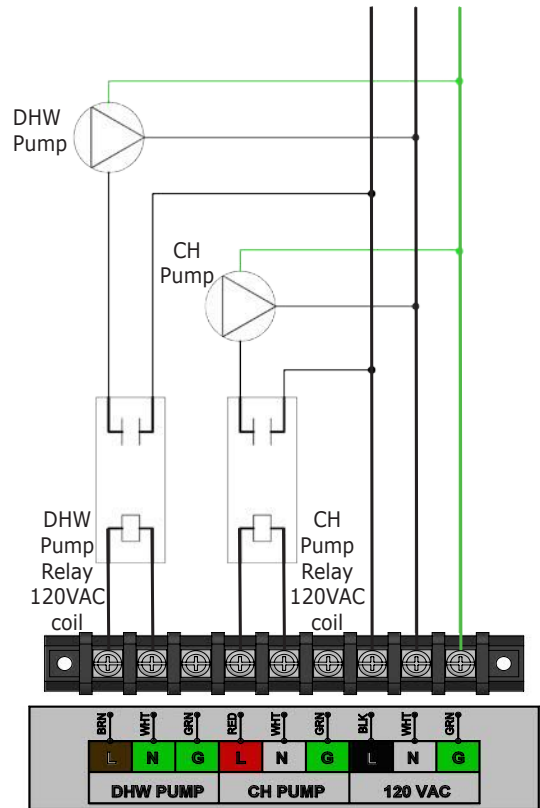 DHW
Pump
CH
Pump
DHW
Pump
Relay
120VAC
coil
CH
Pump
Relay
120VAC
coil
BRN WHT GRN RED WHT GRN BLK WHT GRN
L N G L N G L N G
DHW PUMP CH PUMP 120 VAC